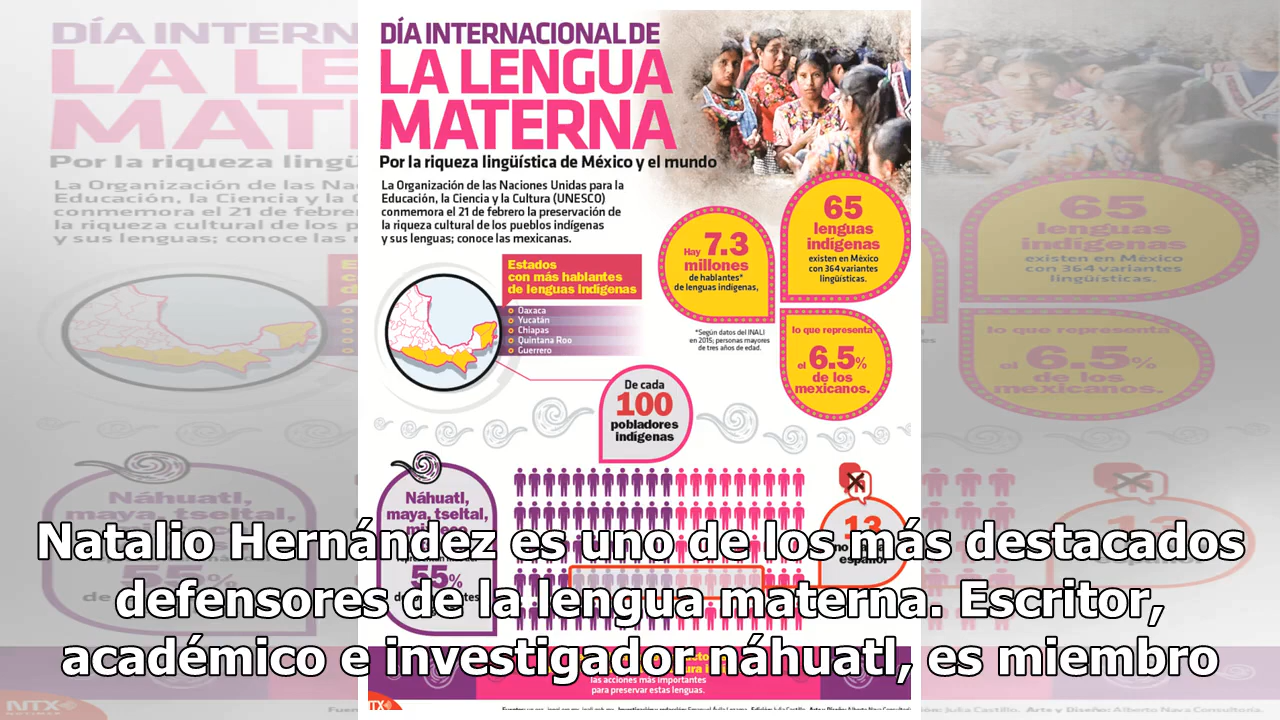 DÍA INTERNACIONAL DE
LA LENGUA
MATERNA
Por la riqueza lingüística de México y el mundo
La Organización de las Naciones Unidas para la
Educación, la Ciencia y la Cultura (UNESCO)
conmemora el 21 de febrero la preservación de
la riqueza cultural de los pueblos indígenas
y sus lenguas; conoce las mexicanas.
Hay 7.3
millones
de hablantes*
de lenguas indígenas,
65
lenguas
indígenas
existen en México
con 364 variantes
lingüísticas.
*Según datos del INALI
en 2015; personas mayores
de tres años de edad.
lo que representa
el 6.5%
de los
mexicanos.
Estados
con más hablantes
de lenguas Indígenas
Oaxaca
Yucatán
Chiapas
Quintana Roo
Guerrero
De cada
100
pobladores
indígenas
Náhuatl,
maya, tseltal,
55%
13
español
las acciones más importantes
para preservar estas lenguas.
NTX
Natalio Hernández es uno de los más destacados
defensores de la lengua materna. Escritor,
académico e investigador náhuatl, es miembro